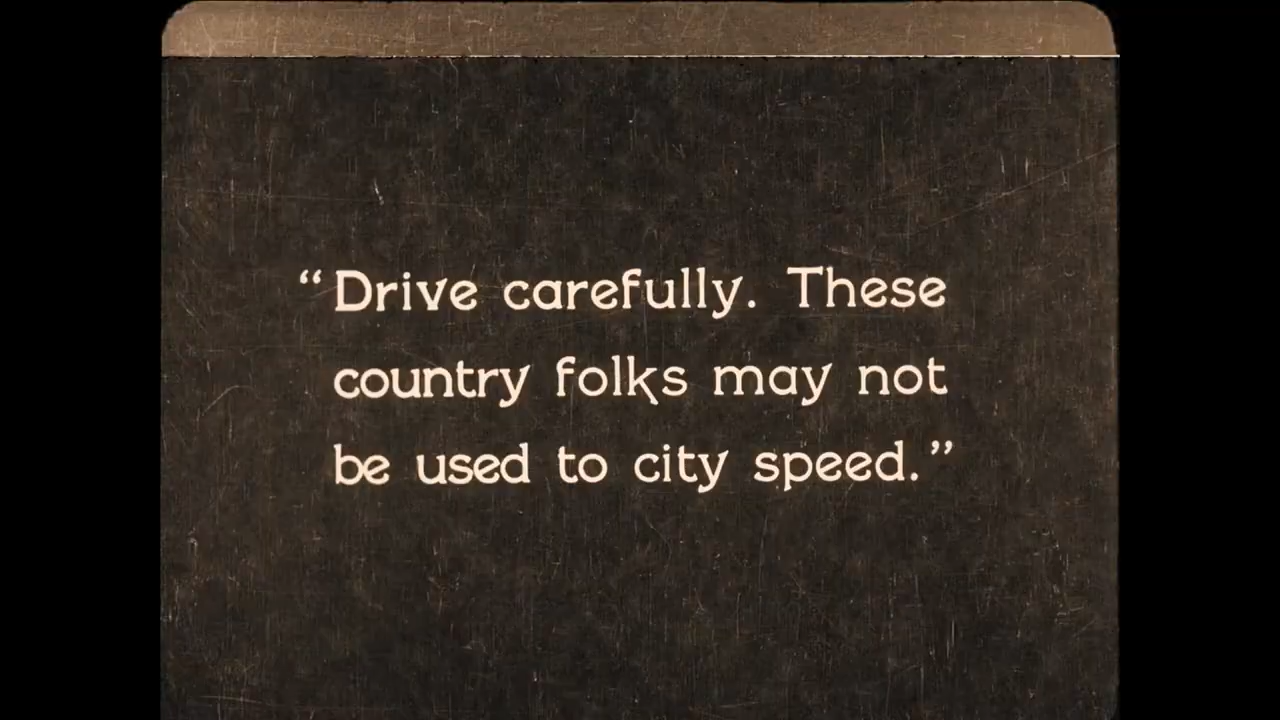 “Drive carefully. These
country folks may not
be used to city speed.”